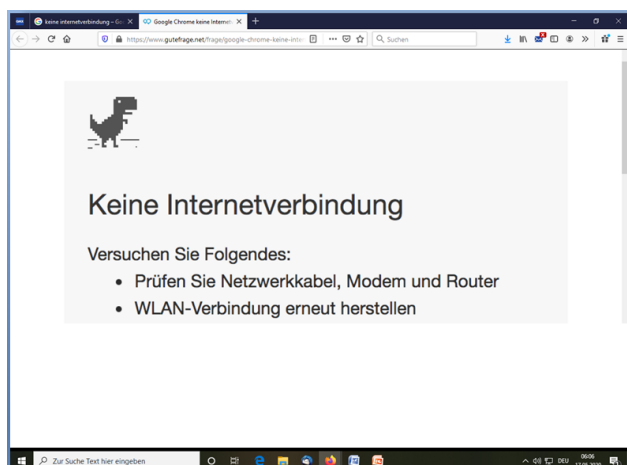 keine internetverbindung – Go
Google Chrome keine Internet-
https://www.gutefrage.net/frage/google-chrome-keine-inter
Suchen
Keine Internetverbindung
Versuchen Sie Folgendes:
• Prüfen Sie Netzwerkkabel, Modem und Router
• WLAN-Verbindung erneut herstellen
Zur Suche Text hier eingeben
DEU
06:06